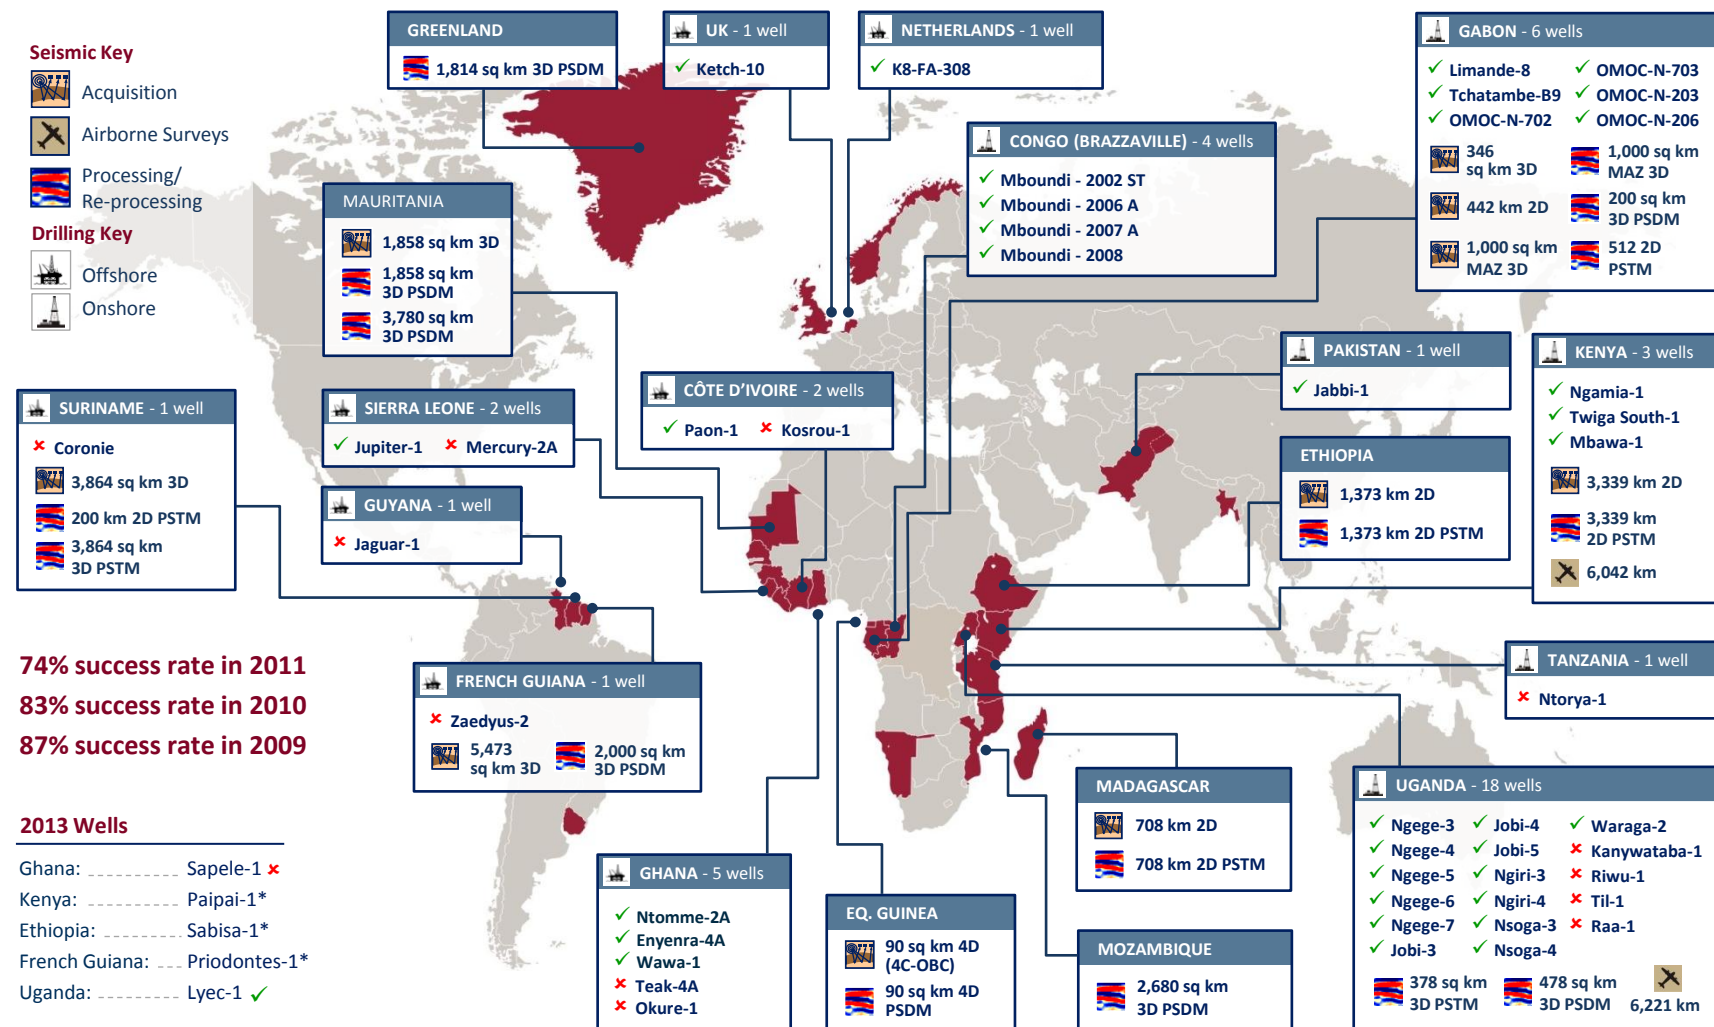 Seismic Key
Acquisition
Airborne Surveys
Processing/
Re-processing
Drilling Key
Offshore
Onshore
GREENLAND
1,814 sq km 3D PSDM
UK - 1 well
✓ Ketch-10
NETHERLANDS - 1 well
✓ K8-FA-308
GABON - 6 wells
✓ Limande-8
✓ Tchatambe-B9
✓ OMOC-N-702
✓ OMOC-N-703
✓ OMOC-N-203
✓ OMOC-N-206
346
sq km 3D
442 km 2D
1,000 sq km
MAZ 3D
1,000 sq km
MAZ 3D
200 sq km
3D PSDM
512 2D
PSTM
CONGO (BRAZZAVILLE) - 4 wells
✓ Mboundi - 2002 ST
✓ Mboundi - 2006 A
✓ Mboundi - 2007 A
✓ Mboundi - 2008
MAURITANIA
1,858 sq km 3D
1,858 sq km
3D PSDM
3,780 sq km
3D PSDM
PAKISTAN - 1 well
✓ Jabbi-1
KENYA - 3 wells
✓ Ngamia-1
✓ Twiga South-1
✓ Mbawa-1
3,339 km 2D
3,339 km
2D PSTM
6,042 km
SURINAME - 1 well
✗ Coronie
3,864 sq km 3D
200 km 2D PSTM
3,864 sq km
3D PSTM
SIERRA LEONE - 2 wells
✓ Jupiter-1 ✗ Mercury-2A
CÔTE D'IVOIRE - 2 wells
✓ Paon-1 ✗ Kosrou-1
GUYANA - 1 well
✗ Jaguar-1
ETHIOPIA
1,373 km 2D
1,373 km 2D PSTM
74% success rate in 2011
83% success rate in 2010
87% success rate in 2009
FRENCH GUIANA - 1 well
✗ Zaedyus-2
5,473
sq km 3D
2,000 sq km
3D PSDM
TANZANIA - 1 well
✗ Ntorya-1
2013 Wells
Ghana: Sapele-1 ✗
Kenya: Paipai-1*
Ethiopia: Sabisa-1*
French Guiana: Priodontes-1*
Uganda: Lyec-1 ✓
GHANA - 5 wells
✓ Ntomme-2A
✓ Enyenra-4A
✓ Wawa-1
✗ Teak-4A
✗ Okure-1
EQ. GUINEA
90 sq km 4D
(4C-OBC)
90 sq km 4D
PSDM
MADAGASCAR
708 km 2D
708 km 2D PSTM
MOZAMBIQUE
2,680 sq km
3D PSDM
UGANDA - 18 wells
✓ Ngege-3
✓ Ngege-4
✓ Ngege-5
✓ Ngege-6
✓ Ngege-7
✓ Jobi-3
✓ Jobi-4
✓ Jobi-5
✓ Ngiri-3
✓ Ngiri-4
✓ Nsoga-3
✓ Nsoga-4
✓ Waraga-2
✗ Kanywataba-1
✗ Riwu-1
✗ Til-1
✗ Raa-1
378 sq km
3D PSTM
478 sq km
3D PSDM
6,221 km